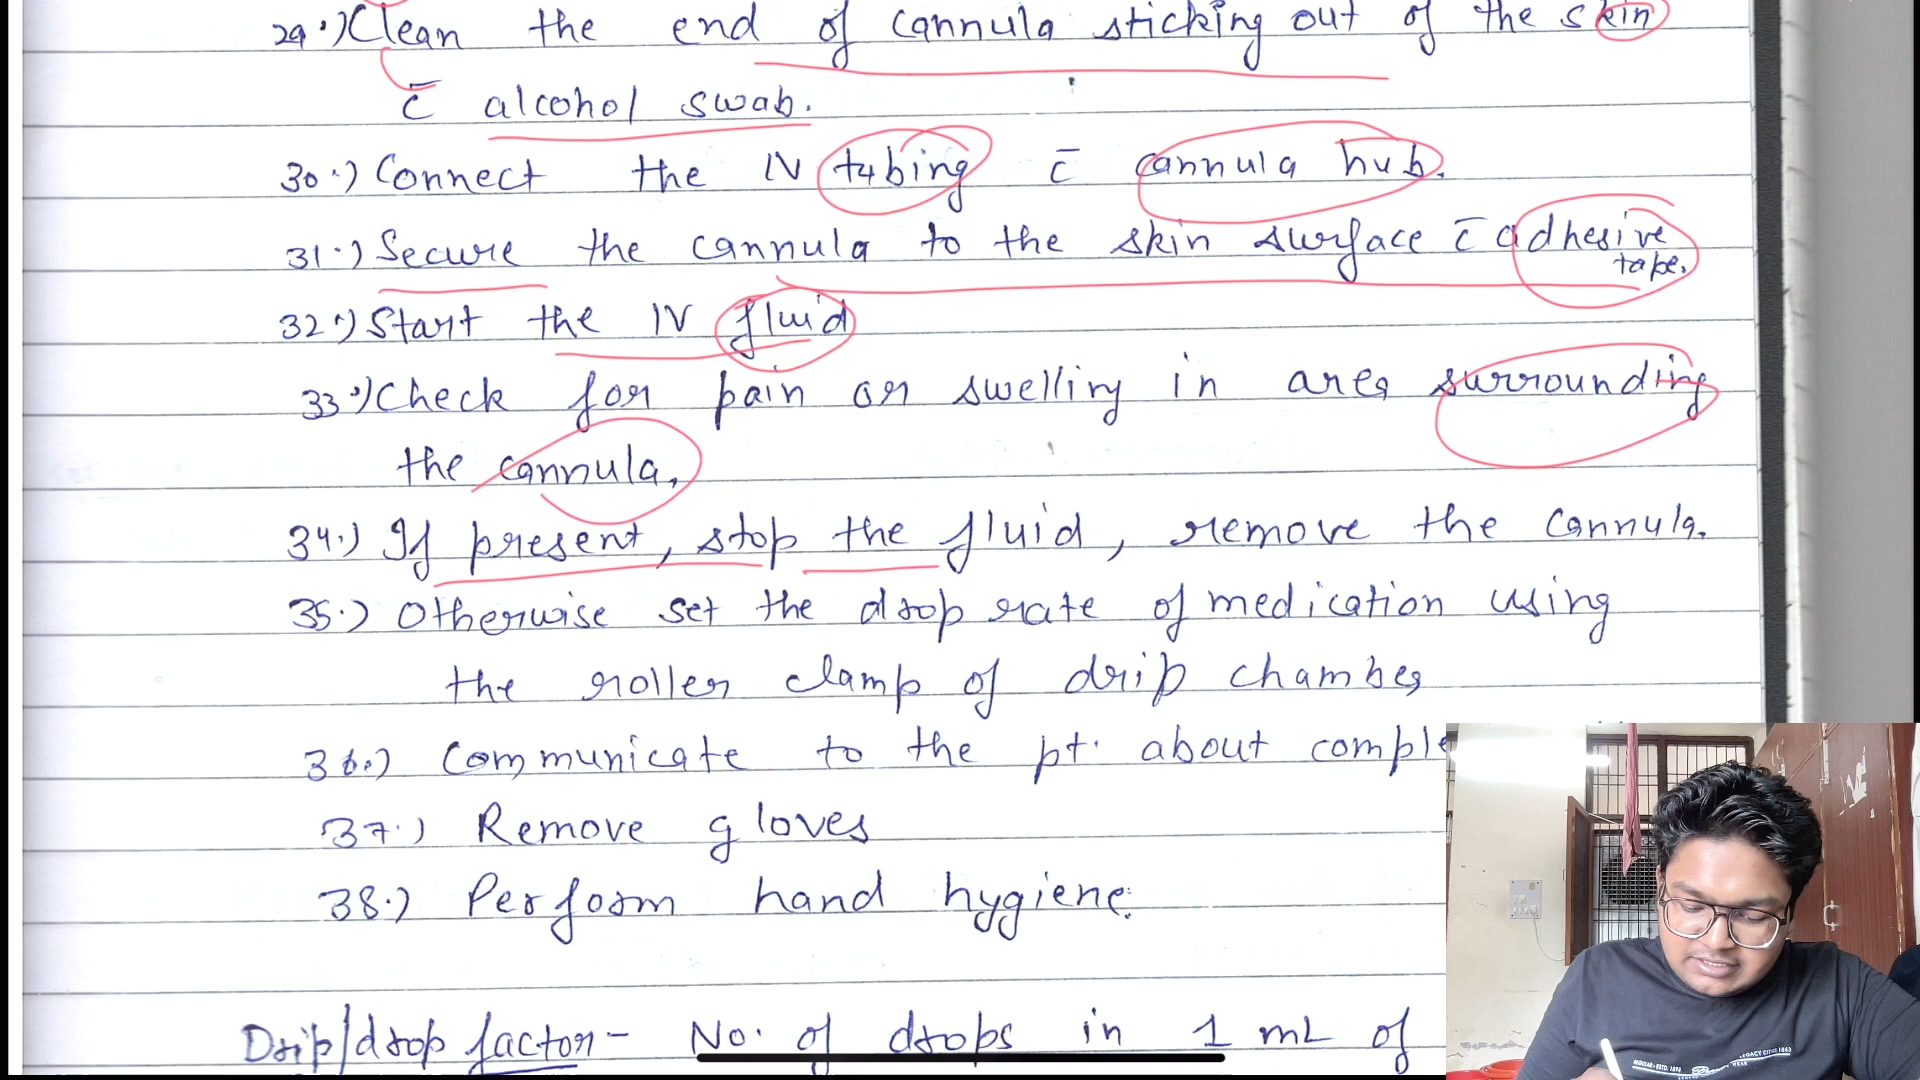 29.) Clean the end of cannula sticking out of the skin
c̄ alcohol swab.
30.) Connect the IV tubing c̄ cannula hub.
31.) Secure the cannula to the skin surface c̄ adhesive
tape.
32.) Start the IV fluid
33.) Check for pain or swelling in area surrounding
the cannula.
34.) If present, stop the fluid, remove the cannula.
35.) Otherwise set the drop rate of medication using
the roller clamp of drip chamber
36.) Communicate to the pt. about comple
37.) Remove gloves
38.) Perform hand hygiene.
Drip/drop factor - No. of drops in 1 mL of